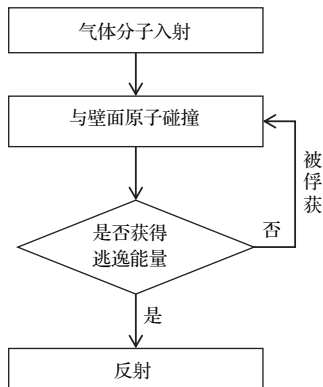 气体分子入射
与壁面原子碰撞
被俘获
是否获得
逃逸能量
否
是
反射